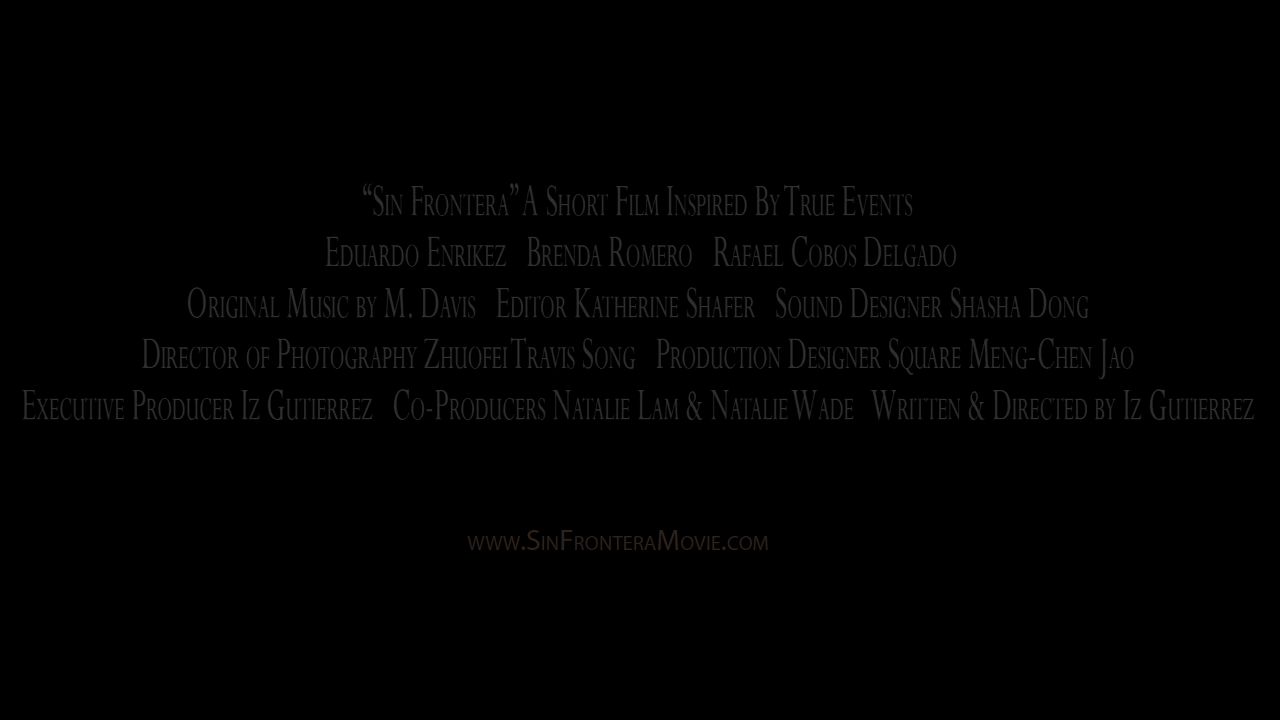 “Sin Frontera” A Short Film Inspired By True Events
Eduardo Enrikez Brenda Romero Rafael Cobos Delgado
Original Music by M. Davis Editor Katherine Shafer Sound Designer Shasha Dong
Director of Photography Zhuofei Travis Song Production Designer Square Meng-Chen Jao
Executive Producer Iz Gutierrez Co-Producers Natalie Lam & Natalie Wade Written & Directed by Iz Gutierrez
www.SinFronteraMovie.com